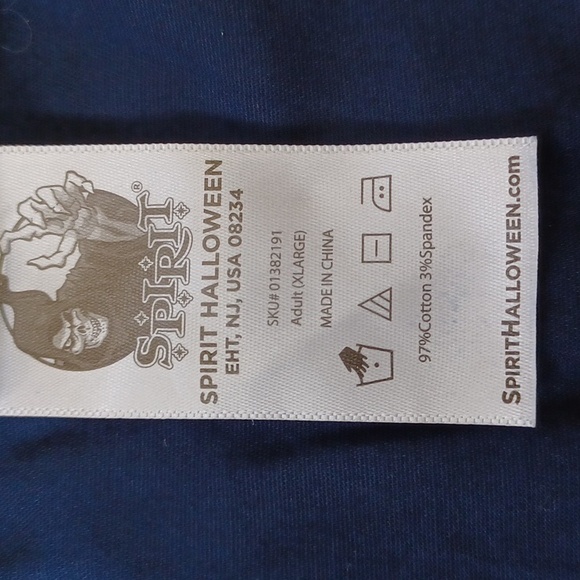 SPIRIT®
SPIRIT HALLOWEEN
EHT, NJ, USA 08234
SKU# 01382191
Adult (XLARGE)
MADE IN CHINA
97%Cotton 3%Spandex
SPIRITHALLOWEEN.com